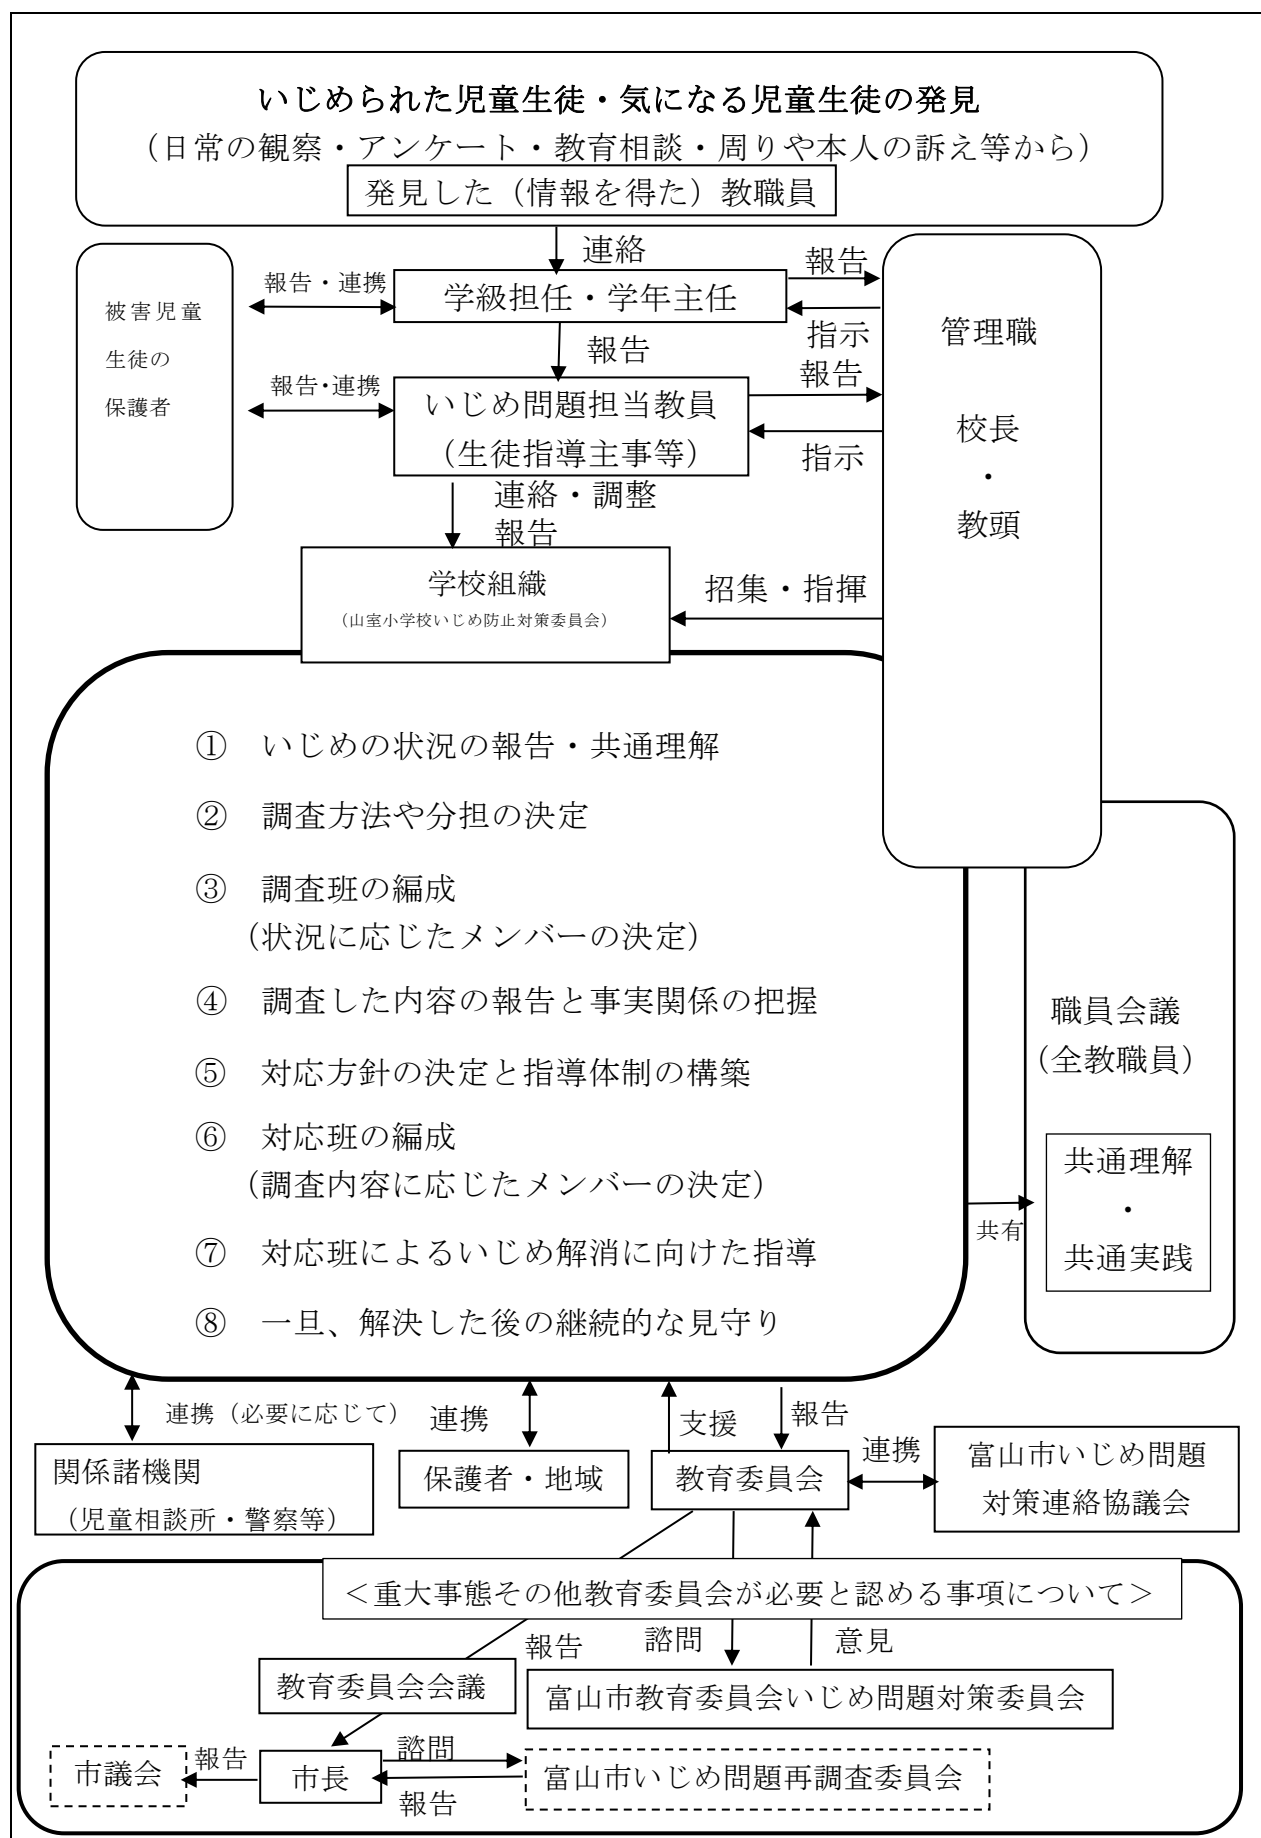 いじめられた児童生徒・気になる児童生徒の発見
(日常の観察・アンケート・教育相談・周りや本人の訴え等から)
発見した(情報を得た)教職員
連絡
報告・連携
学級担任・学年主任
報告
指示
被害児童
生徒の
保護者
管理職
校長
・
教頭
報告
報告・連携
いじめ問題担当教員
(生徒指導主事等)
報告
指示
連絡・調整
報告
学校組織
(山室小学校いじめ防止対策委員会)
招集・指揮
① いじめの状況の報告・共通理解
② 調査方法や分担の決定
③ 調査班の編成
(状況に応じたメンバーの決定)
④ 調査した内容の報告と事実関係の把握
⑤ 対応方針の決定と指導体制の構築
⑥ 対応班の編成
(調査内容に応じたメンバーの決定)
⑦ 対応班によるいじめ解消に向けた指導
⑧ 一旦、解決した後の継続的な見守り
職員会議
(全教職員)
共通理解
・
共通実践
共有
連携(必要に応じて)
連携
支援
報告
連携
関係諸機関
(児童相談所・警察等)
保護者・地域
教育委員会
富山市いじめ問題
対策連絡協議会
<重大事態その他教育委員会が必要と認める事項について>
報告
諮問
意見
教育委員会会議
富山市教育委員会いじめ問題対策委員会
市議会
報告
市長
諮問
報告
富山市いじめ問題再調査委員会